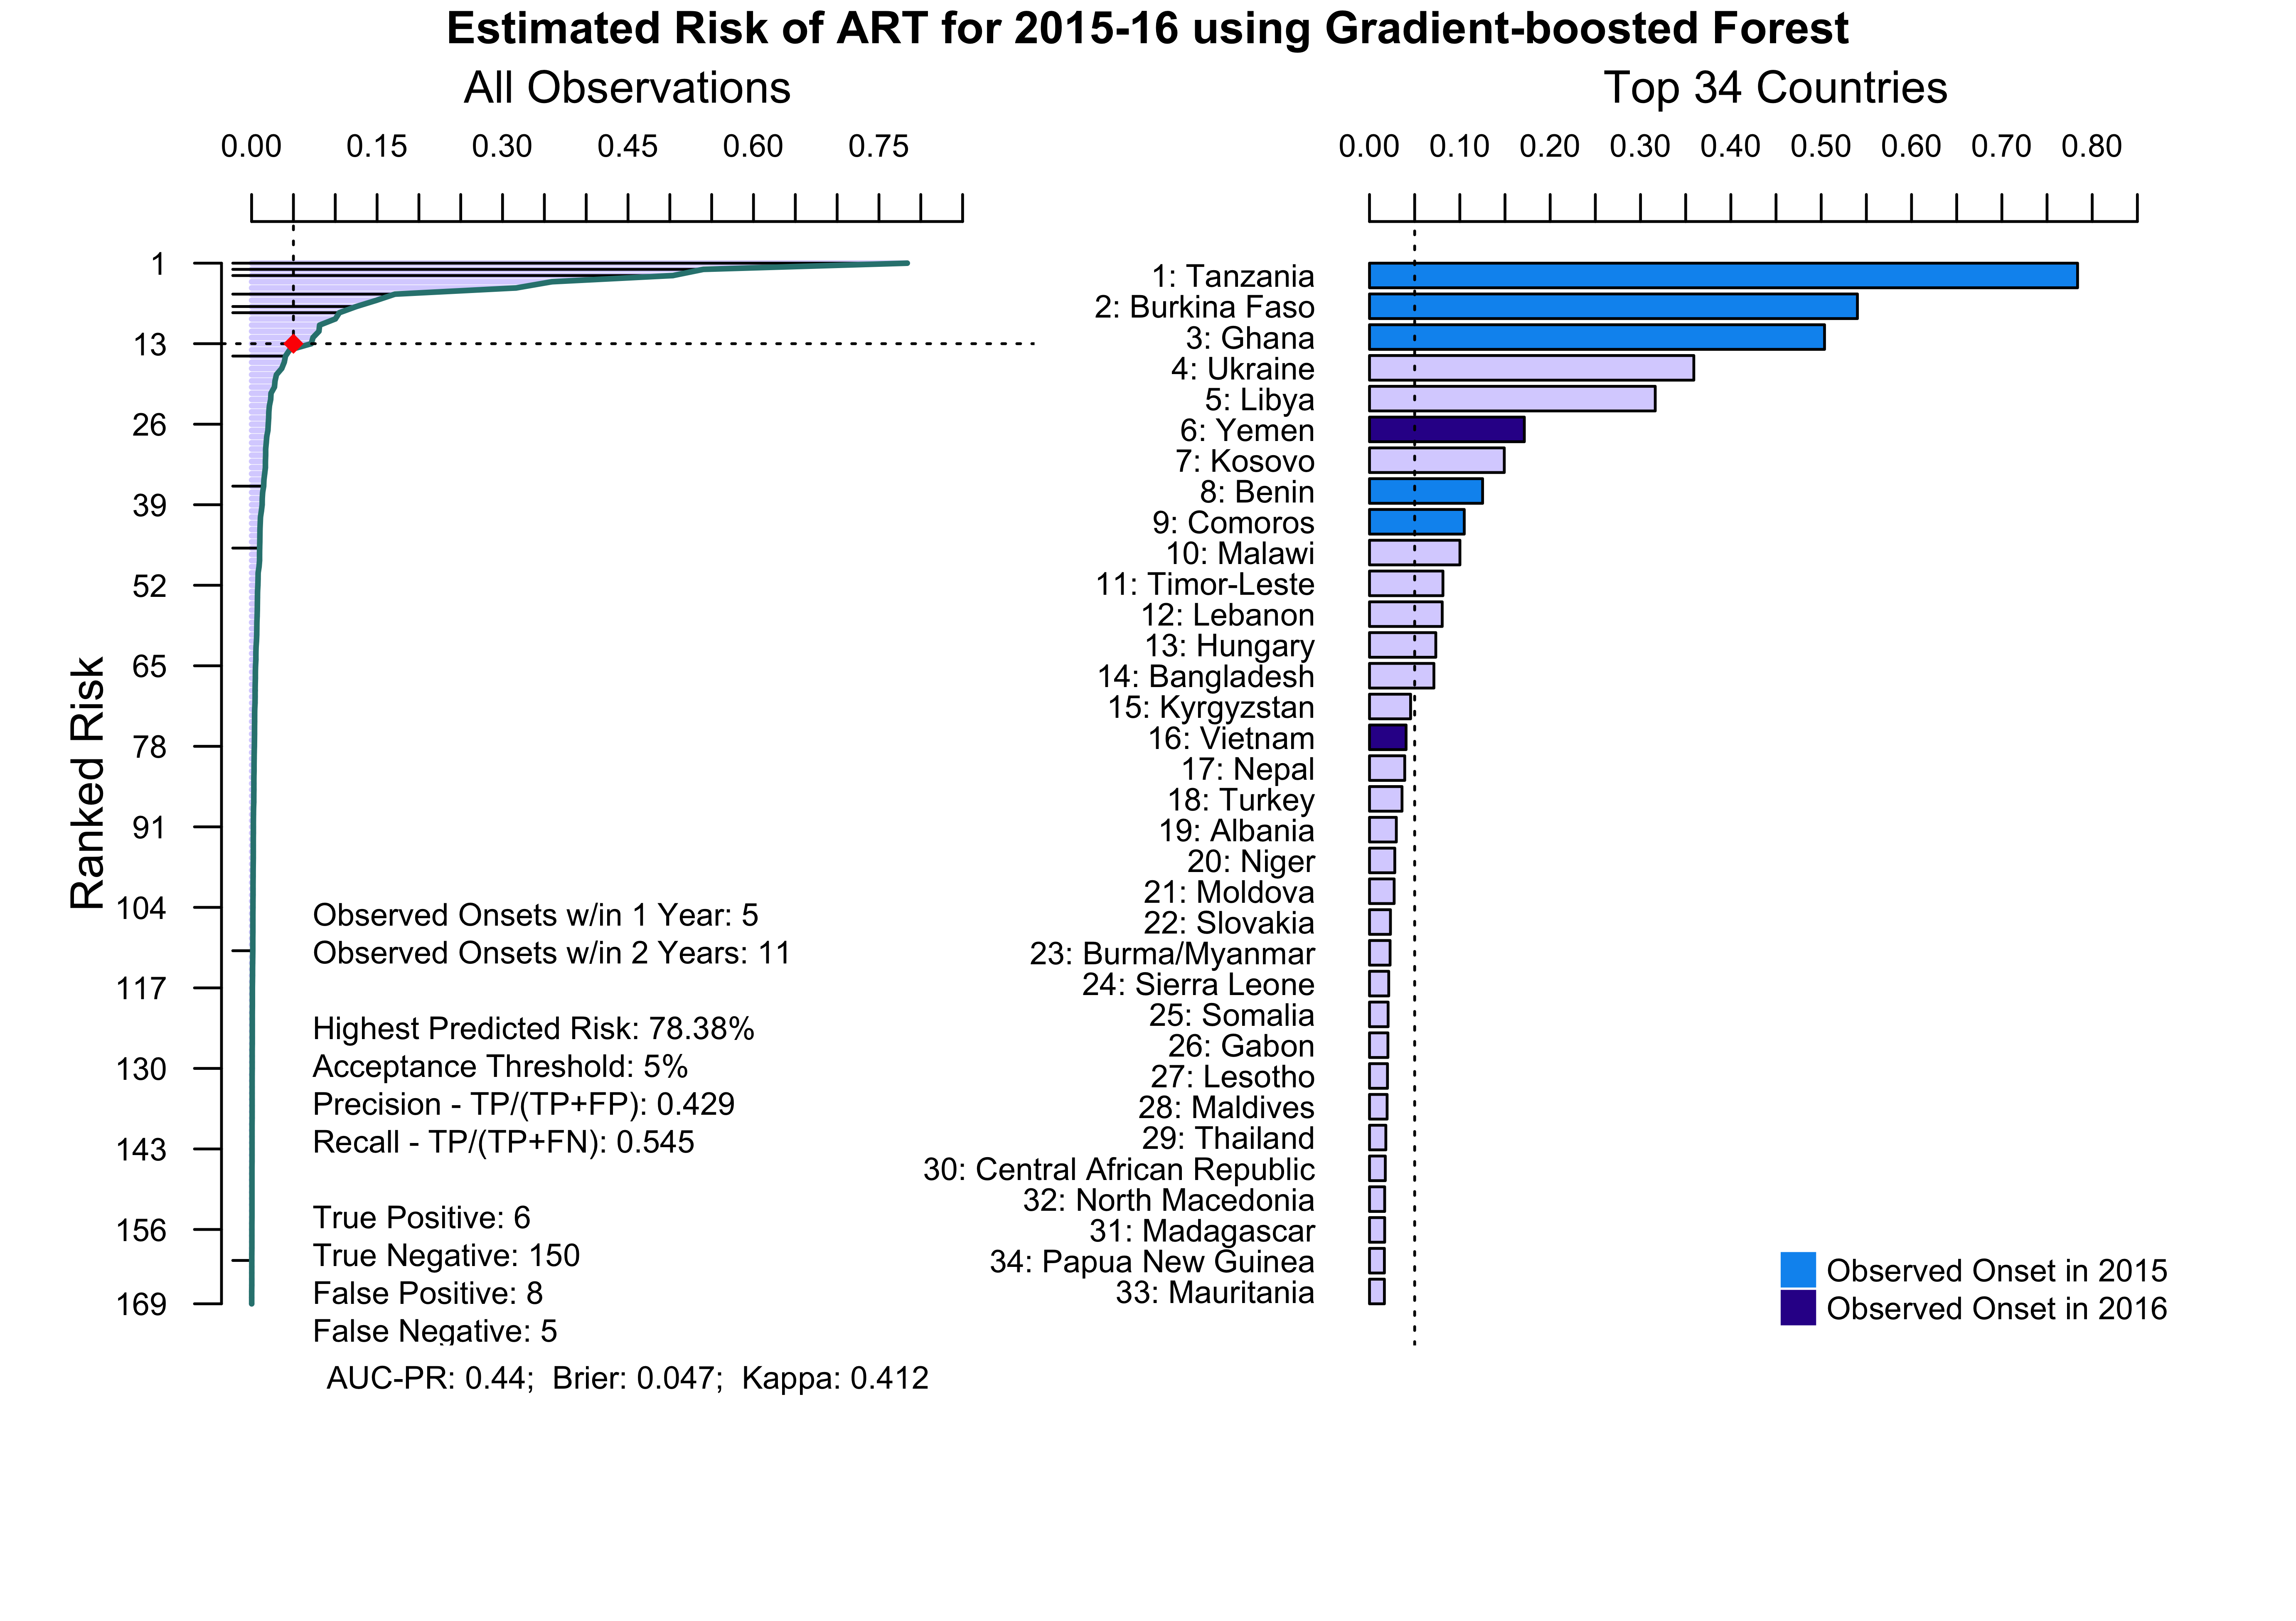 Estimated Risk of ART for 2015-16 using Gradient-boosted Forest
All Observations
0.00 0.15 0.30 0.45 0.60 0.75
Ranked Risk
1
13
26
39
52
65
78
91
104
117
130
143
156
169
Observed Onsets w/in 1 Year: 5
Observed Onsets w/in 2 Years: 11
Highest Predicted Risk: 78.38%
Acceptance Threshold: 5%
Precision - TP/(TP+FP): 0.429
Recall - TP/(TP+FN): 0.545
True Positive: 6
True Negative: 150
False Positive: 8
False Negative: 5
AUC-PR: 0.44; Brier: 0.047; Kappa: 0.412
Top 34 Countries
0.00 0.10 0.20 0.30 0.40 0.50 0.60 0.70 0.80
1: Tanzania
2: Burkina Faso
3: Ghana
4: Ukraine
5: Libya
6: Yemen
7: Kosovo
8: Benin
9: Comoros
10: Malawi
11: Timor-Leste
12: Lebanon
13: Hungary
14: Bangladesh
15: Kyrgyzstan
16: Vietnam
17: Nepal
18: Turkey
19: Albania
20: Niger
21: Moldova
22: Slovakia
23: Burma/Myanmar
24: Sierra Leone
25: Somalia
26: Gabon
27: Lesotho
28: Maldives
29: Thailand
30: Central African Republic
32: North Macedonia
31: Madagascar
34: Papua New Guinea
33: Mauritania
Observed Onset in 2015
Observed Onset in 2016